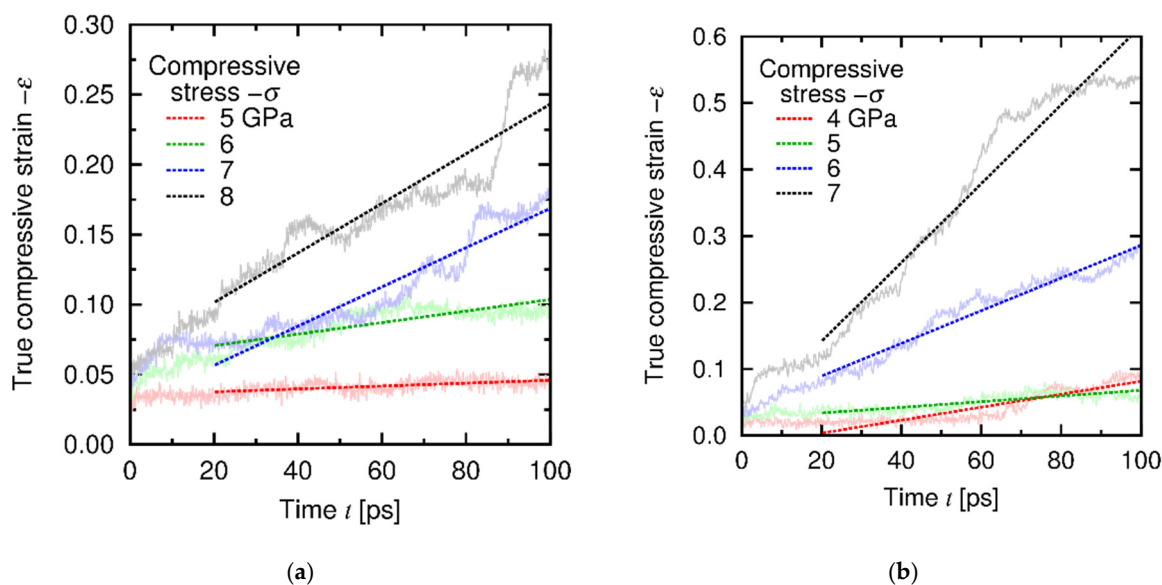 0.30
0.25
0.20
0.15
0.10
0.05
0.00
True compressive strain −ε
Compressive
stress −σ
5 GPa
6
7
8
0 20 40 60 80 100
Time t [ps]
(a)
0.6
0.5
0.4
0.3
0.2
0.1
0.0
True compressive strain −ε
Compressive
stress −σ
4 GPa
5
6
7
0 20 40 60 80 100
Time t [ps]
(b)